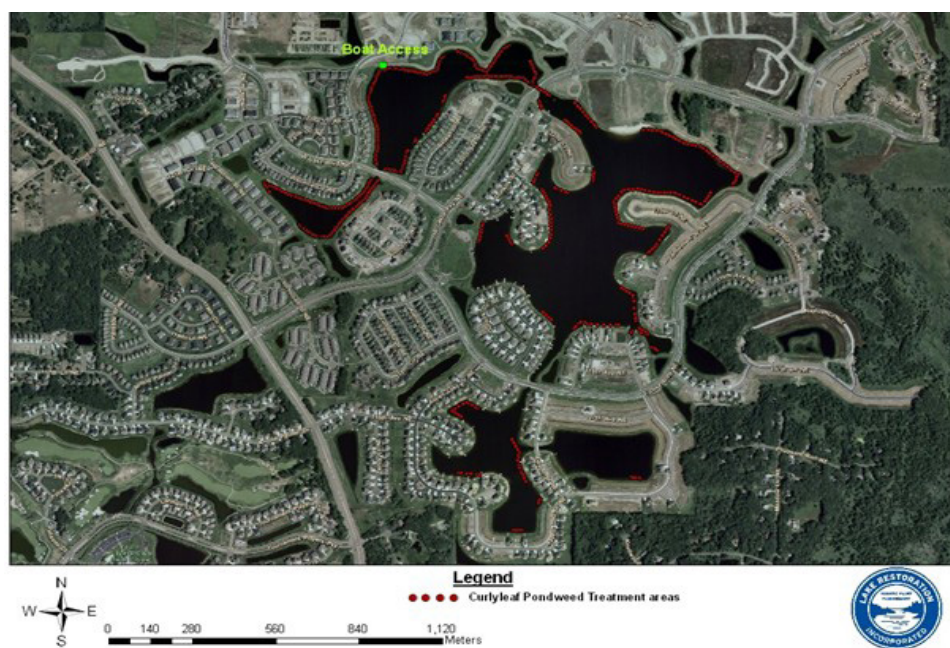 Boat Access
Legend
Curlyleaf Pondweed Treatment areas
N
W
E
S
0
140
280
560
840
1,120
Meters
LAKE RESTORATION
INCORPORATED